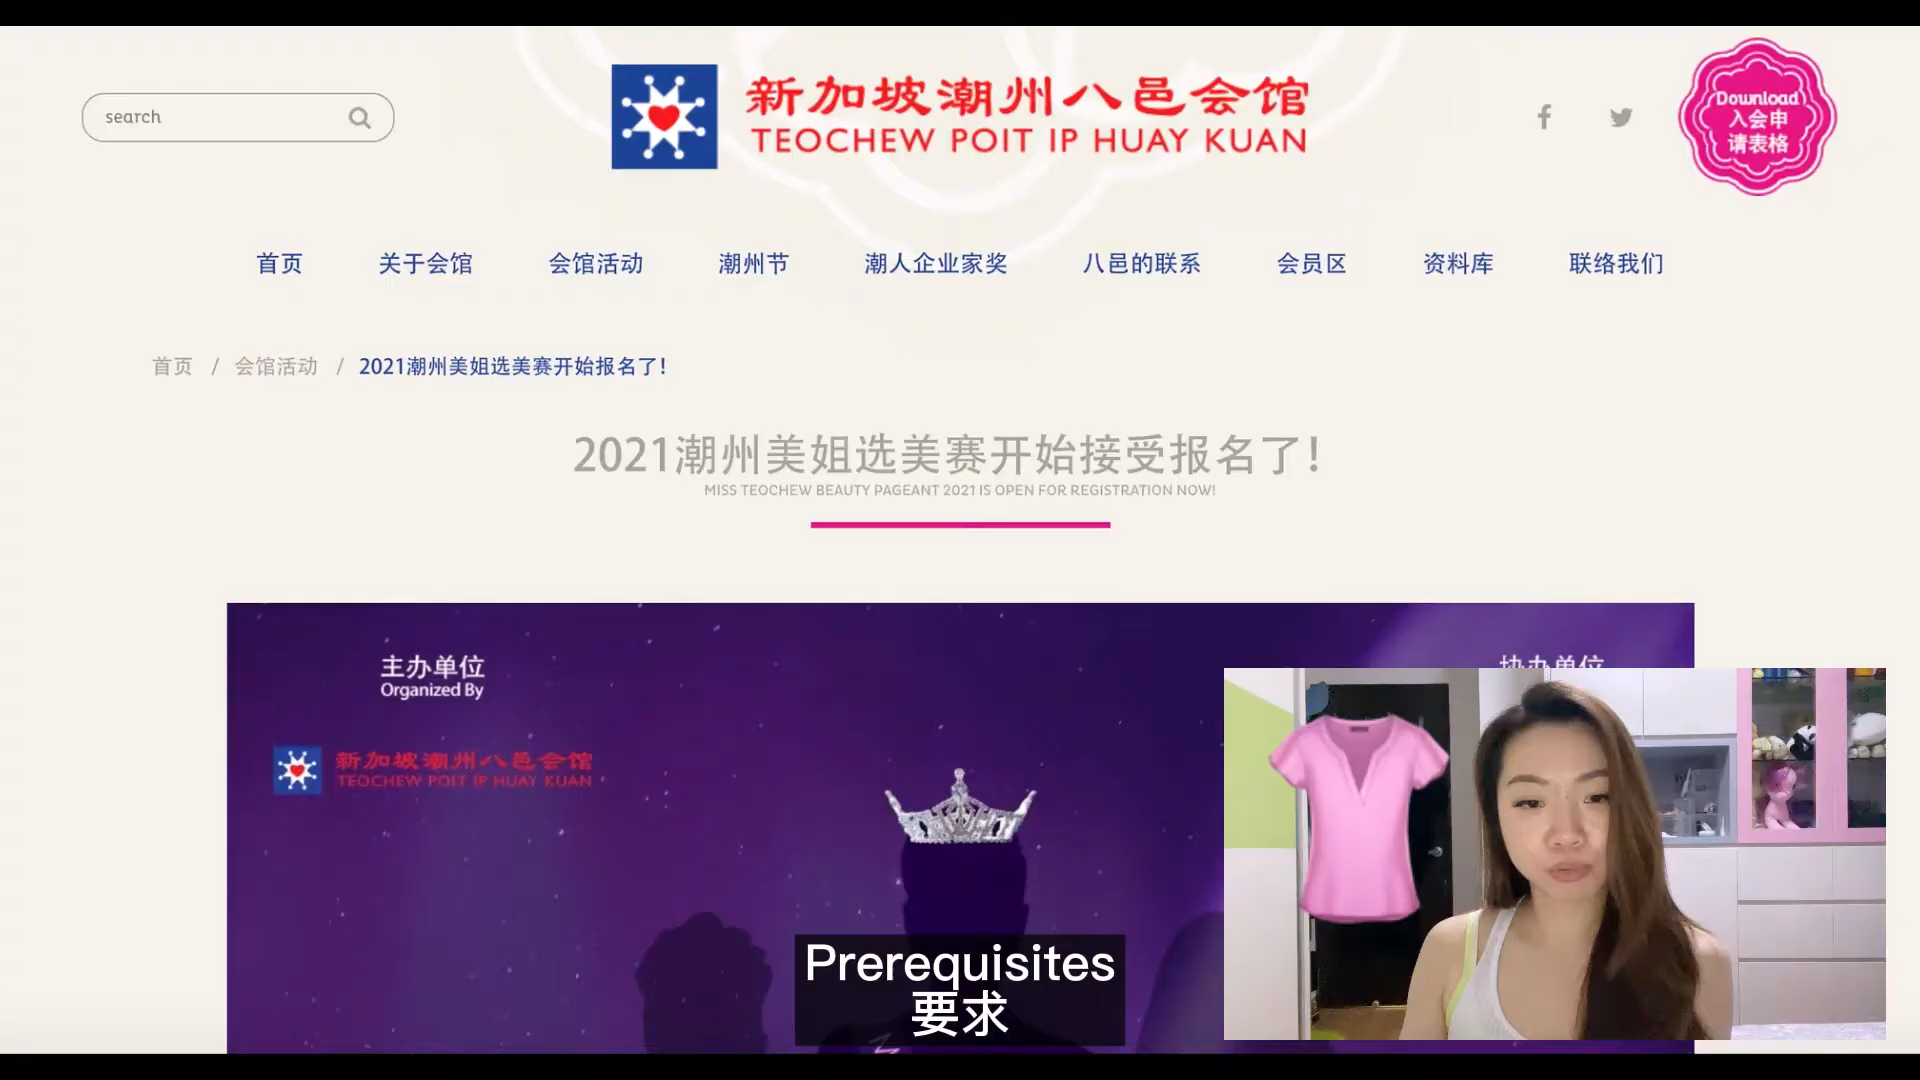 search
新加坡潮州八邑会馆
TEOCHEW POIT IP HUAY KUAN
Download
入会申
请表格
首页 关于会馆 会馆活动 潮州节 潮人企业家奖 八邑的联系 会员区 资料库 联络我们
首页 / 会馆活动 / 2021潮州美姐选美赛开始报名了!
2021潮州美姐选美赛开始接受报名了!
MISS TEOCHEW BEAUTY PAGEANT 2021 IS OPEN FOR REGISTRATION NOW!
主办单位
Organized By
协办单位
新加坡潮州八邑会馆
TEOCHEW POIT IP HUAY KUAN
Prerequisites
要求